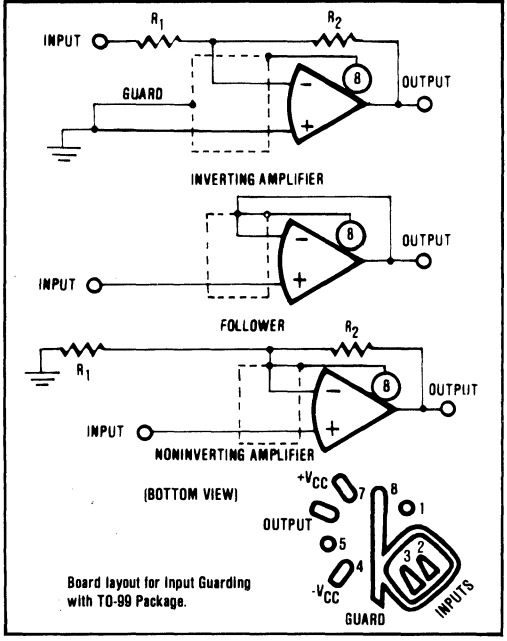 R1
R2
INPUT
8
OUTPUT
GUARD
−
+
INVERTING AMPLIFIER
8
−
OUTPUT
+
INPUT
FOLLOWER
R2
R1
8
OUTPUT
−
INPUT
+
NONINVERTING AMPLIFIER
(BOTTOM VIEW)
+VCC
7
8
1
OUTPUT
5
3 2
4
-VCC
INPUTS
GUARD
Board layout for Input Guarding
with TO-99 Package.